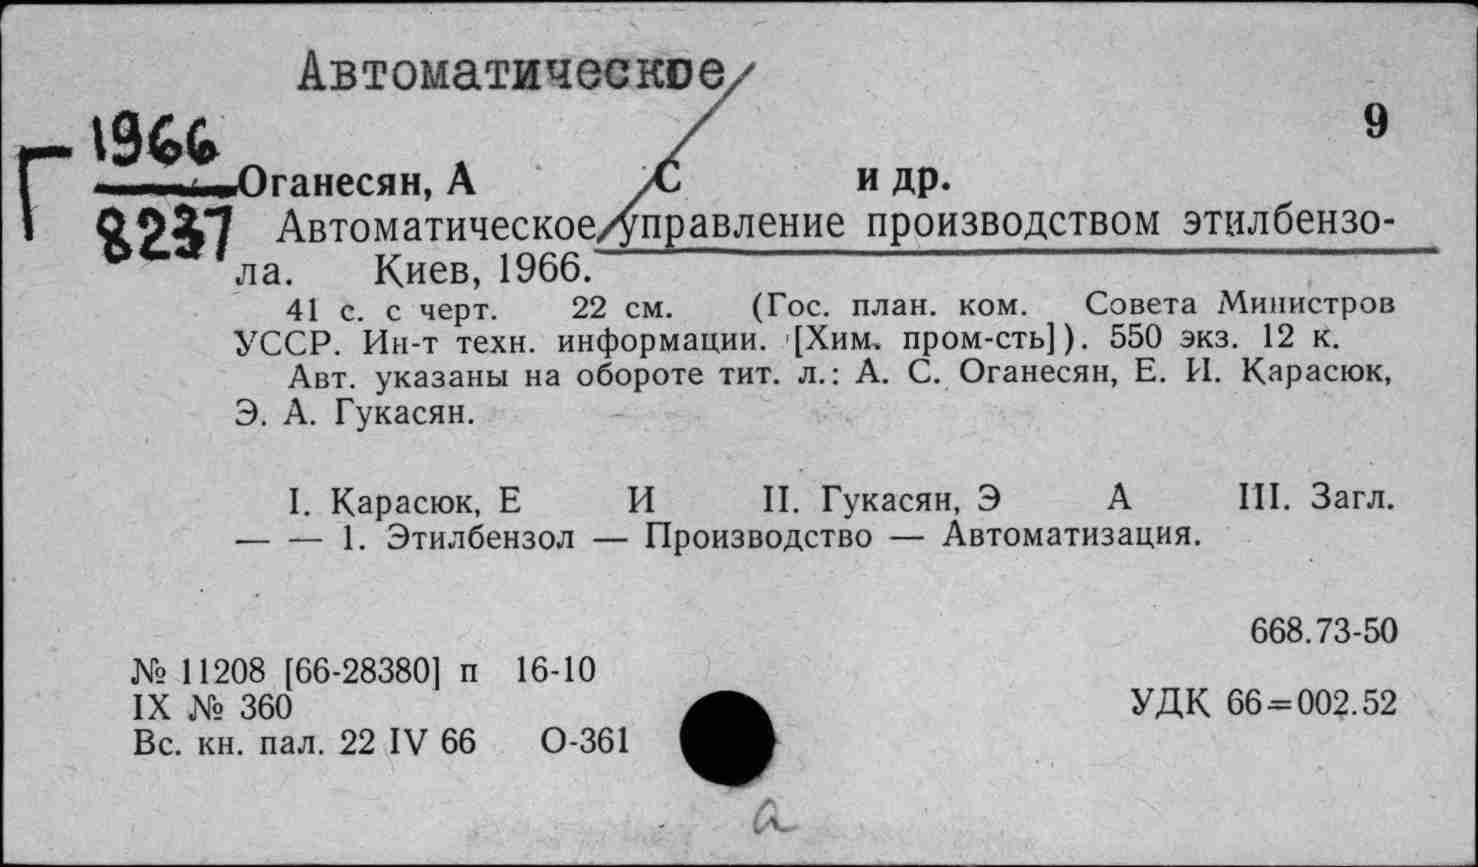 Автоматическое/
9
Г 1966
8237
Оганесян, А С и др.
Автоматическое/управление производством этилбензо-
ла. Киев, 1966.
41 с. с черт. 22 см. (Гос. план. ком. Совета Министров
УССР. Ин-т техн. информации. [Хим. пром-сть]). 550 экз. 12 к.
Авт. указаны на обороте тит. л.: А. С. Оганесян, Е. И. Карасюк,
Э. А. Гукасян.
I. Карасюк, Е И II. Гукасян, Э А III. Загл.
— — 1. Этилбензол — Производство — Автоматизация.
668.73-50
№ 11208 [66-28380] п 16-10
IX № 360
УДК 66=002.52
Вс. кн. пал. 22 IV 66 О-361
а